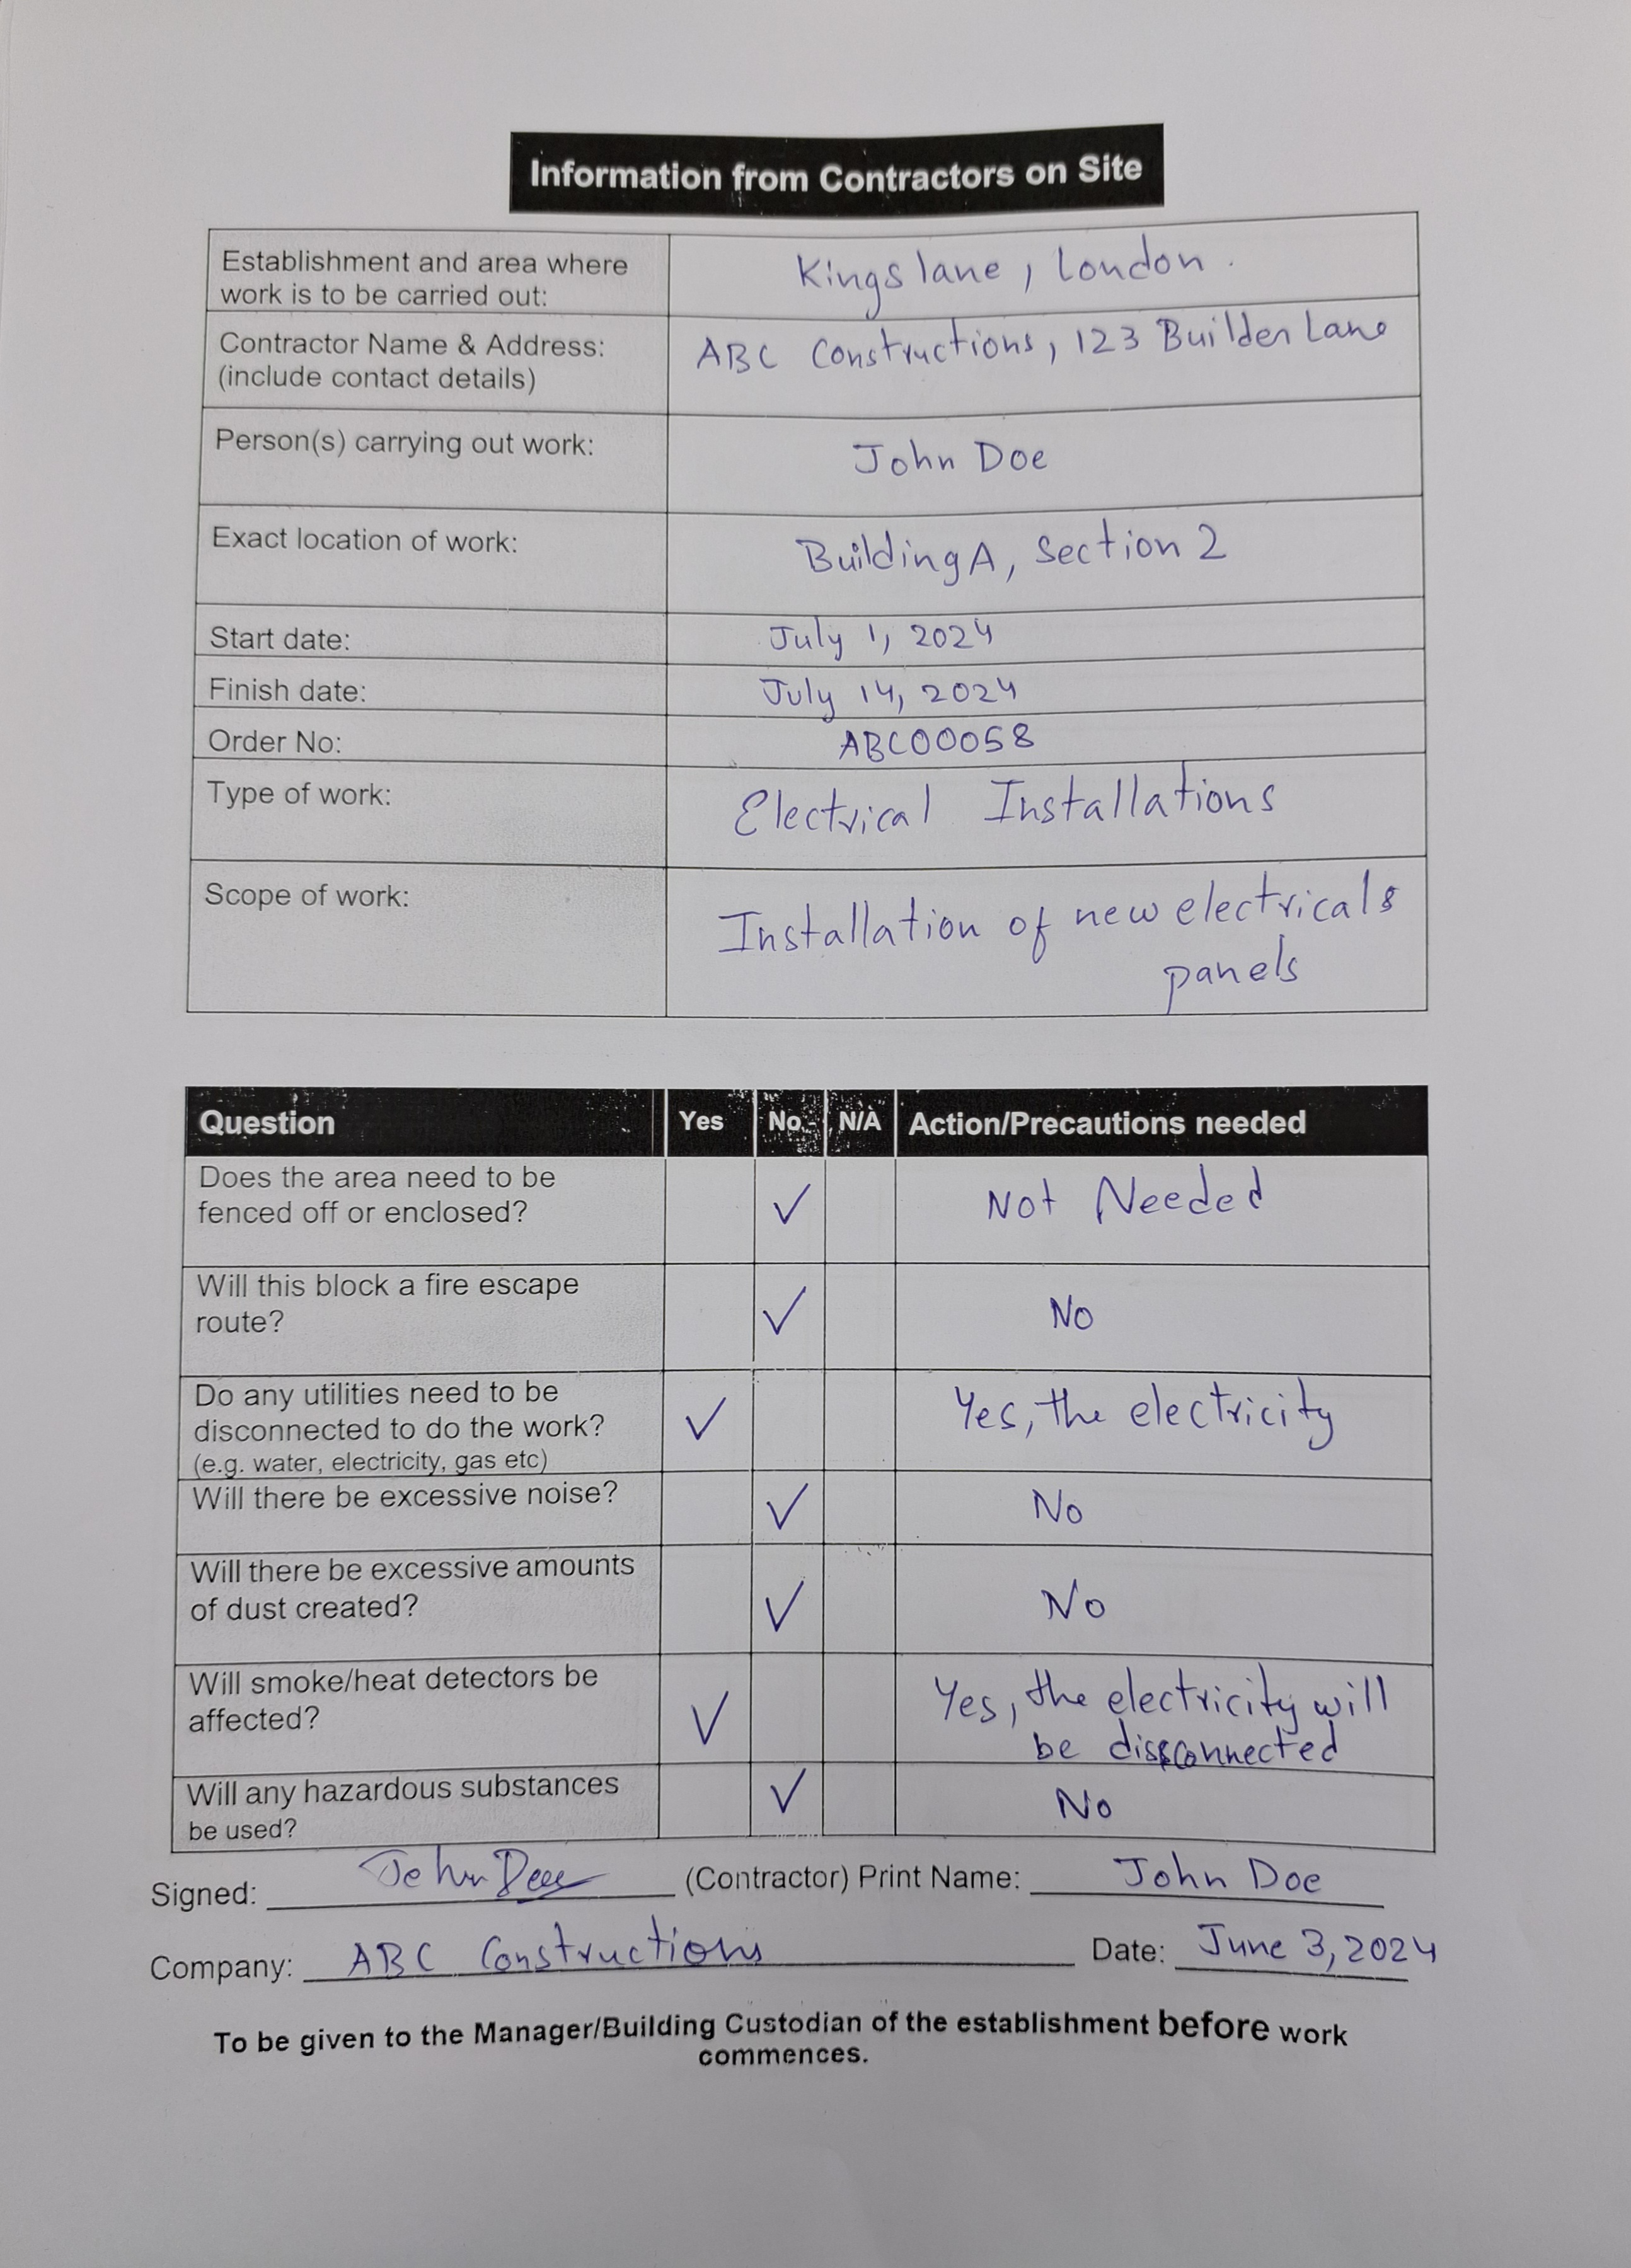 Information from Contractors on Site
Establishment and area where
work is to be carried out:
Kings lane, London.
Contractor Name & Address:
(include contact details)
ABC Constructions, 123 Builder Lane
Person(s) carrying out work:
John Doe
Exact location of work:
Building A, Section 2
Start date:
July 1, 2024
Finish date:
July 14, 2024
Order No:
ABC00058
Type of work:
Electrical Installations
Scope of work:
Installation of new electricals
panels
Question Yes No N/A Action/Precautions needed
Does the area need to be
fenced off or enclosed?
✓ Not Needed
Will this block a fire escape
route?
✓ No
Do any utilities need to be
disconnected to do the work?
(e.g. water, electricity, gas etc)
✓ Yes, the electricity
Will there be excessive noise? ✓ No
Will there be excessive amounts
of dust created?
✓ No
Will smoke/heat detectors be
affected?
✓ Yes, the electricity will
be disconnected
Will any hazardous substances
be used?
✓ No
Signed: John Doe (Contractor) Print Name: John Doe
Company: ABC Constructions Date: June 3, 2024
To be given to the Manager/Building Custodian of the establishment before work
commences.